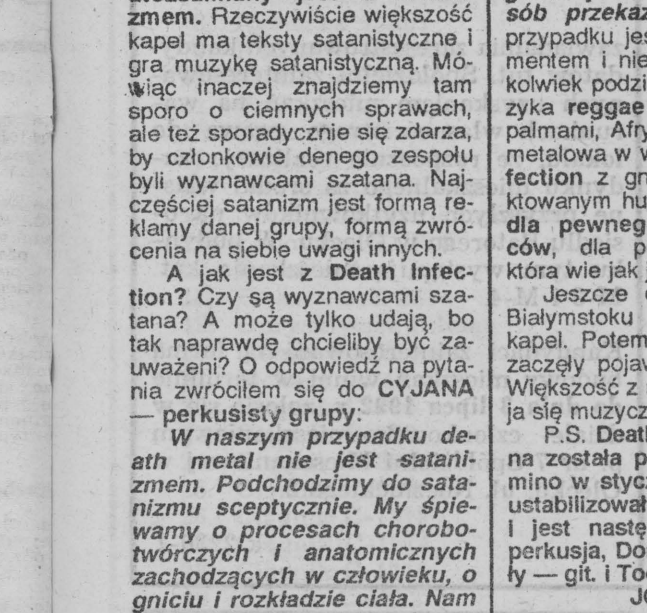 zmem. Rzeczywiście większość
kapel ma teksty satanistyczne i
gra muzykę satanistyczną. Mó-
wiąc inaczej znajdziemy tam
sporo o ciemnych sprawach,
ale też sporadycznie się zdarza,
by członkowie denego zespołu
byli wyznawcami szatana. Naj-
częściej satanizm jest formą re-
klamy danej grupy, formą zwró-
cenia na siebie uwagi innych.
A jak jest z Death Infec-
tion? Czy są wyznawcami sza-
tana? A może tylko udają, bo
tak naprawdę chcieliby być za-
uważeni? O odpowiedź na pyta-
nia zwróciłem się do CYJANA
— perkusisty grupy:
W naszym przypadku de-
ath metal nie jest satani-
zmem. Podchodzimy do sata-
nizmu sceptycznie. My śpie-
wamy o procesach chorobo-
twórczych i anatomicznych
zachodzących w człowieku, o
gniciu i rozkładzie ciała. Nam
sób przekaz
przypadku jes
mentem i nie
kolwiek podzi
zyka reggae
palmami, Afry
metalowa w w
fection z gr
ktowanym hu
dla pewneg
ców, dla p
która wie jak j
Jeszcze
Białymstoku
kapel. Potem
zaczęły pojaw
Większość z
ja się muzycz
P.S. Death
na została p
mino w stycz
ustabilizował
i jest nastę
perkusja, Do
ły — git. i To